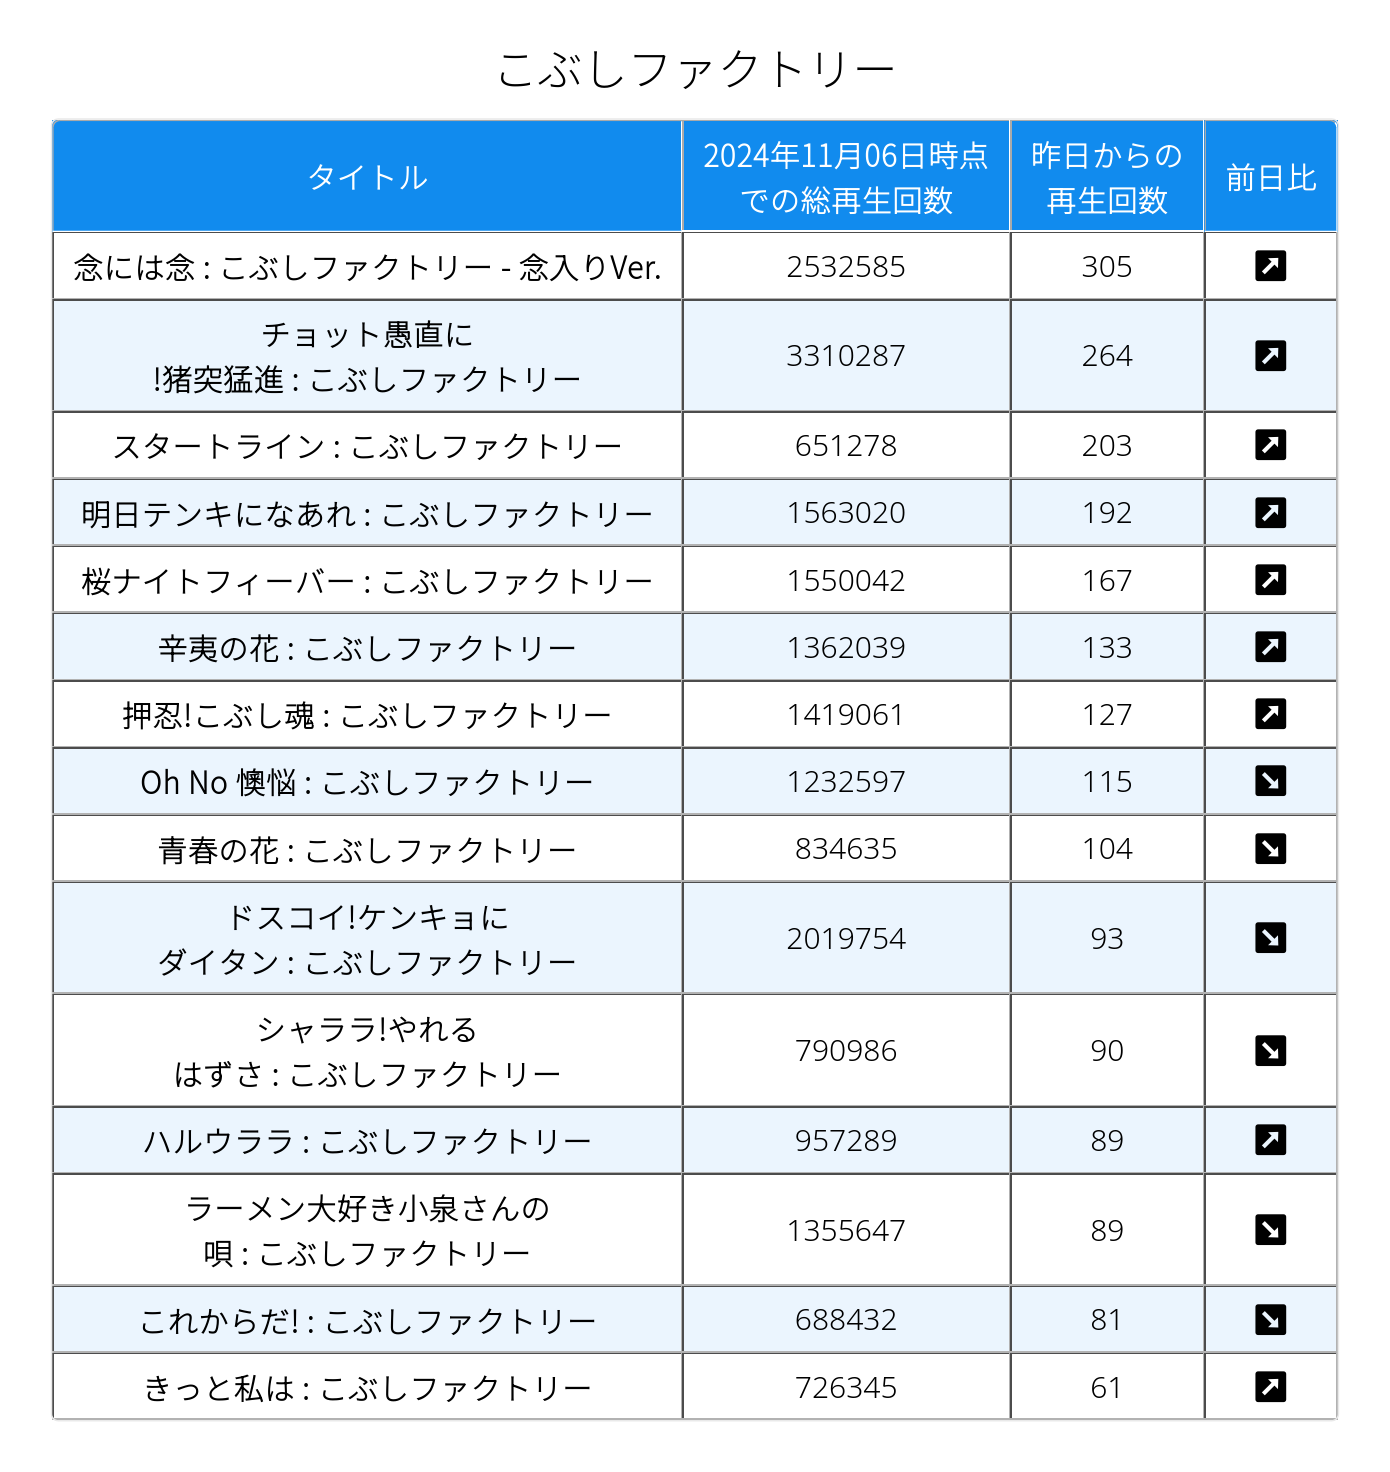 こぶしファクトリー
タイトル
2024年11月06日時点
での総再生回数
昨日からの
再生回数
前日比
念には念 : こぶしファクトリー - 念入りVer.
2532585
305
チョット愚直に
!猪突猛進 : こぶしファクトリー
3310287
264
スタートライン : こぶしファクトリー
651278
203
明日テンキになあれ : こぶしファクトリー
1563020
192
桜ナイトフィーバー : こぶしファクトリー
1550042
167
辛夷の花 : こぶしファクトリー
1362039
133
押忍!こぶし魂 : こぶしファクトリー
1419061
127
Oh No 懊悩 : こぶしファクトリー
1232597
115
青春の花 : こぶしファクトリー
834635
104
ドスコイ!ケンキョに
ダイタン : こぶしファクトリー
2019754
93
シャララ!やれる
はずさ : こぶしファクトリー
790986
90
ハルウララ : こぶしファクトリー
957289
89
ラーメン大好き小泉さんの
唄 : こぶしファクトリー
1355647
89
これからだ! : こぶしファクトリー
688432
81
きっと私は : こぶしファクトリー
726345
61